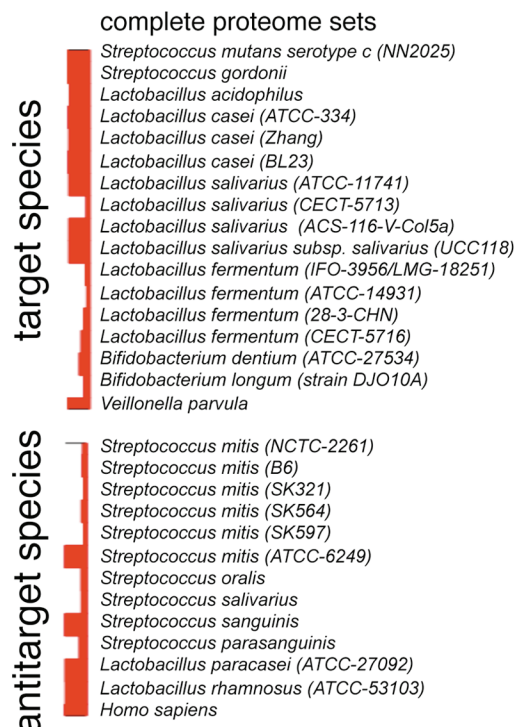 complete proteome sets
target species
Streptococcus mutans serotype c (NN2025)
Streptococcus gordonii
Lactobacillus acidophilus
Lactobacillus casei (ATCC-334)
Lactobacillus casei (Zhang)
Lactobacillus casei (BL23)
Lactobacillus salivarius (ATCC-11741)
Lactobacillus salivarius (CECT-5713)
Lactobacillus salivarius (ACS-116-V-Col5a)
Lactobacillus salivarius subsp. salivarius (UCC118)
Lactobacillus fermentum (IFO-3956/LMG-18251)
Lactobacillus fermentum (ATCC-14931)
Lactobacillus fermentum (28-3-CHN)
Lactobacillus fermentum (CECT-5716)
Bifidobacterium dentium (ATCC-27534)
Bifidobacterium longum (strain DJO10A)
Veillonella parvula
antitarget species
Streptococcus mitis (NCTC-2261)
Streptococcus mitis (B6)
Streptococcus mitis (SK321)
Streptococcus mitis (SK564)
Streptococcus mitis (SK597)
Streptococcus mitis (ATCC-6249)
Streptococcus oralis
Streptococcus salivarius
Streptococcus sanguinis
Streptococcus parasanguinis
Lactobacillus paracasei (ATCC-27092)
Lactobacillus rhamnosus (ATCC-53103)
Homo sapiens